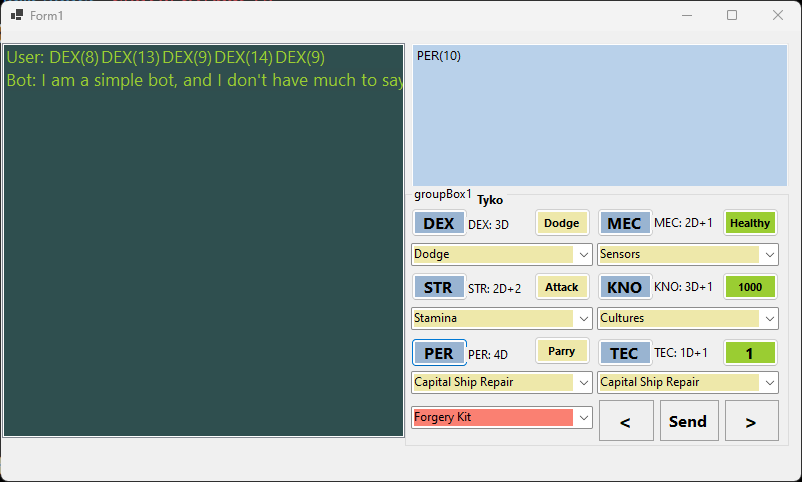 Form1
User: DEX(8) DEX(13) DEX(9) DEX(14) DEX(9)
Bot: I am a simple bot, and I don't have much to say
PER(10)
groupBox1
Tyko
DEX
DEX: 3D
Dodge
MEC
MEC: 2D+1
Healthy
Dodge
Sensors
STR
STR: 2D+2
Attack
KNO
KNO: 3D+1
1000
Stamina
Cultures
PER
PER: 4D
Parry
TEC
TEC: 1D+1
1
Capital Ship Repair
Capital Ship Repair
Forgery Kit
<
Send
>